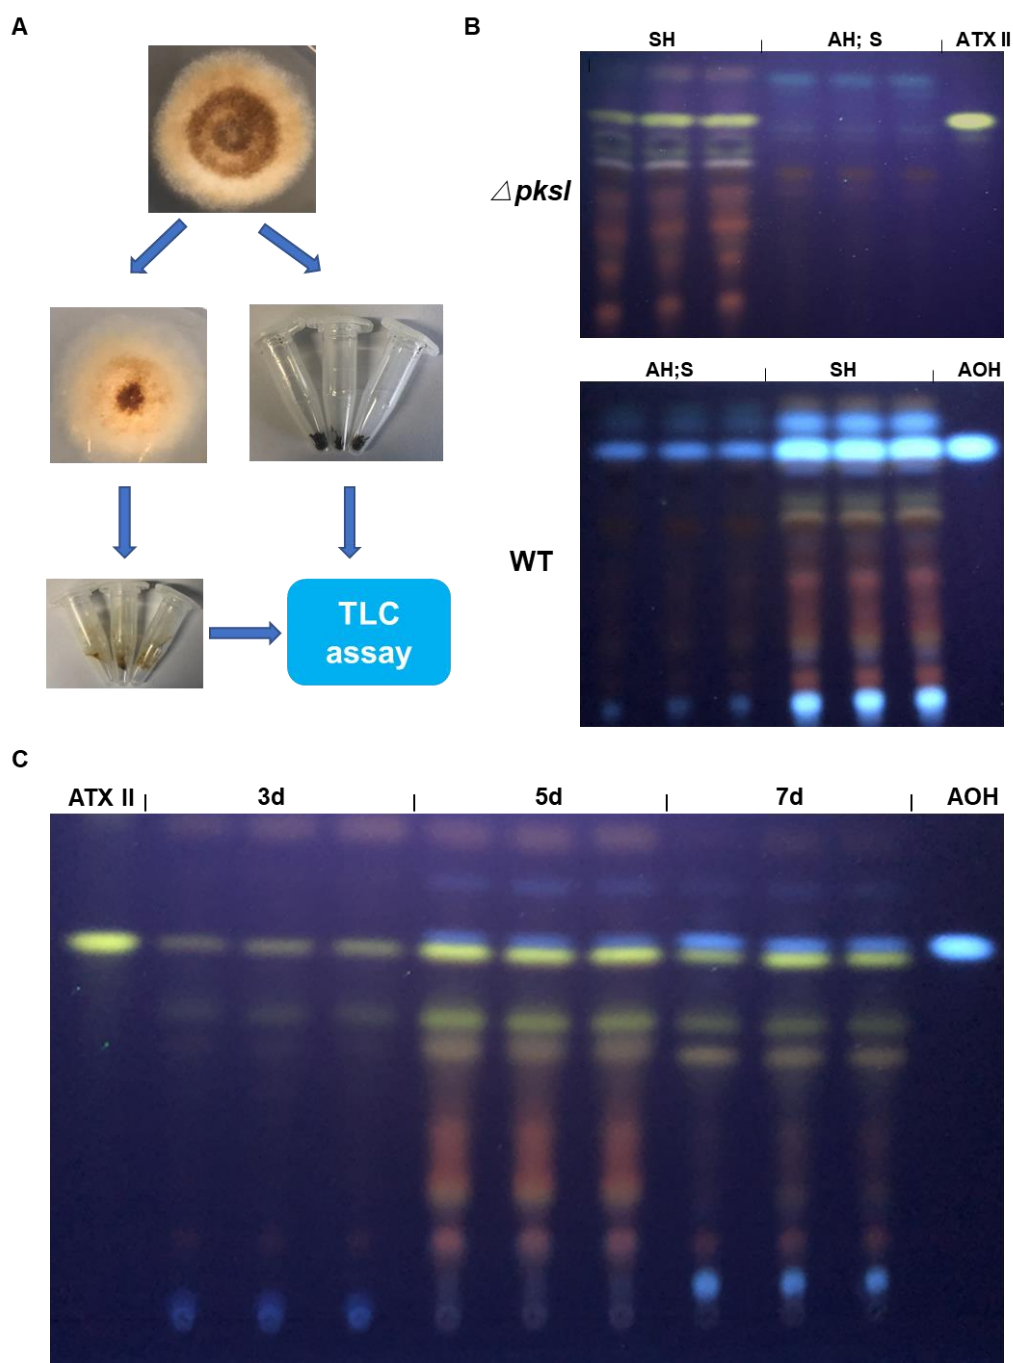 A
B
SH
AH; S
ATX II
△pksI
AH;S
SH
AOH
WT
TLC
assay
C
ATX II
3d
5d
7d
AOH